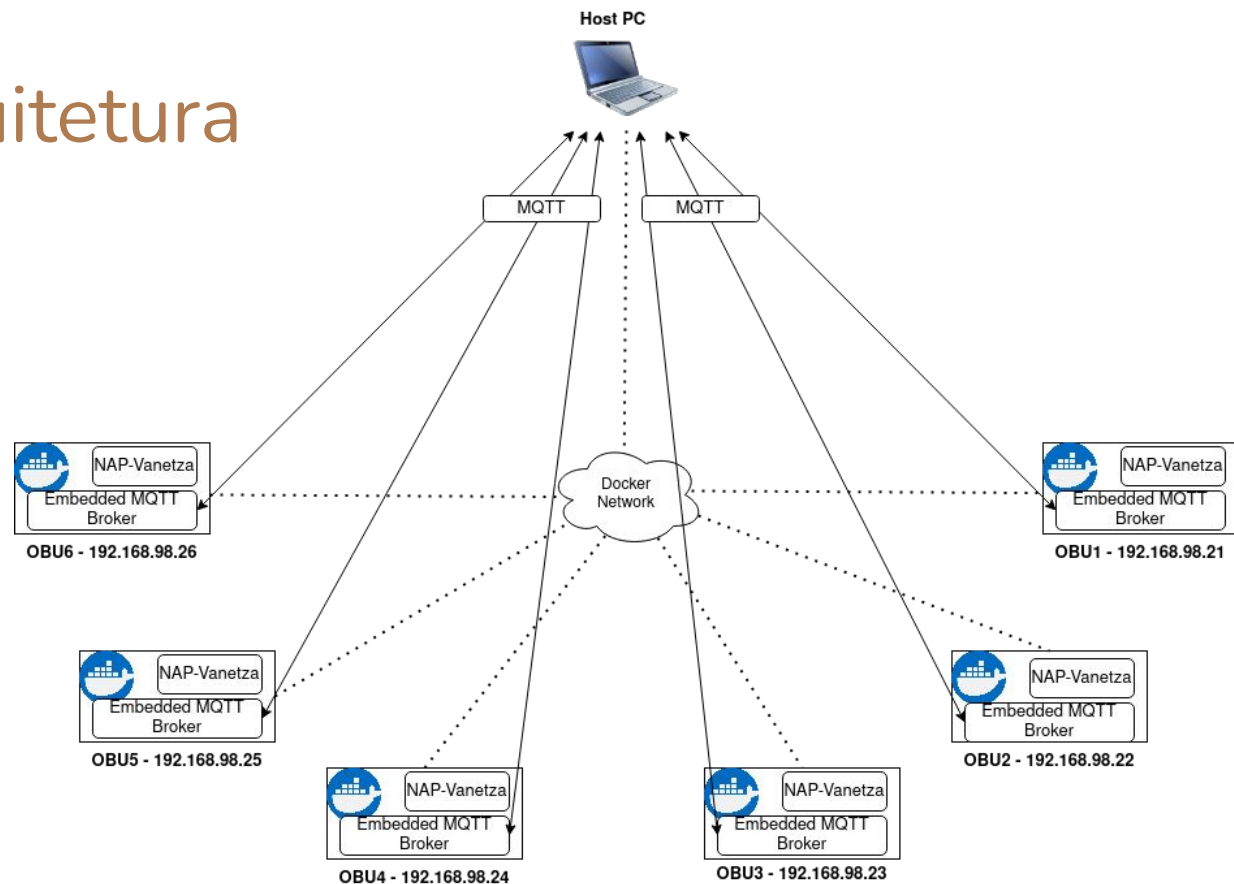 Host PC
uitetura
MQTT
MQTT
NAP-Vanetza
Embedded MQTT
Broker
OBU6 - 192.168.98.26
Docker
Network
NAP-Vanetza
Embedded MQTT
Broker
OBU1 - 192.168.98.21
NAP-Vanetza
Embedded MQTT
Broker
OBU5 - 192.168.98.25
NAP-Vanetza
Embedded MQTT
Broker
OBU2 - 192.168.98.22
NAP-Vanetza
Embedded MQTT
Broker
OBU4 - 192.168.98.24
NAP-Vanetza
Embedded MQTT
Broker
OBU3 - 192.168.98.23